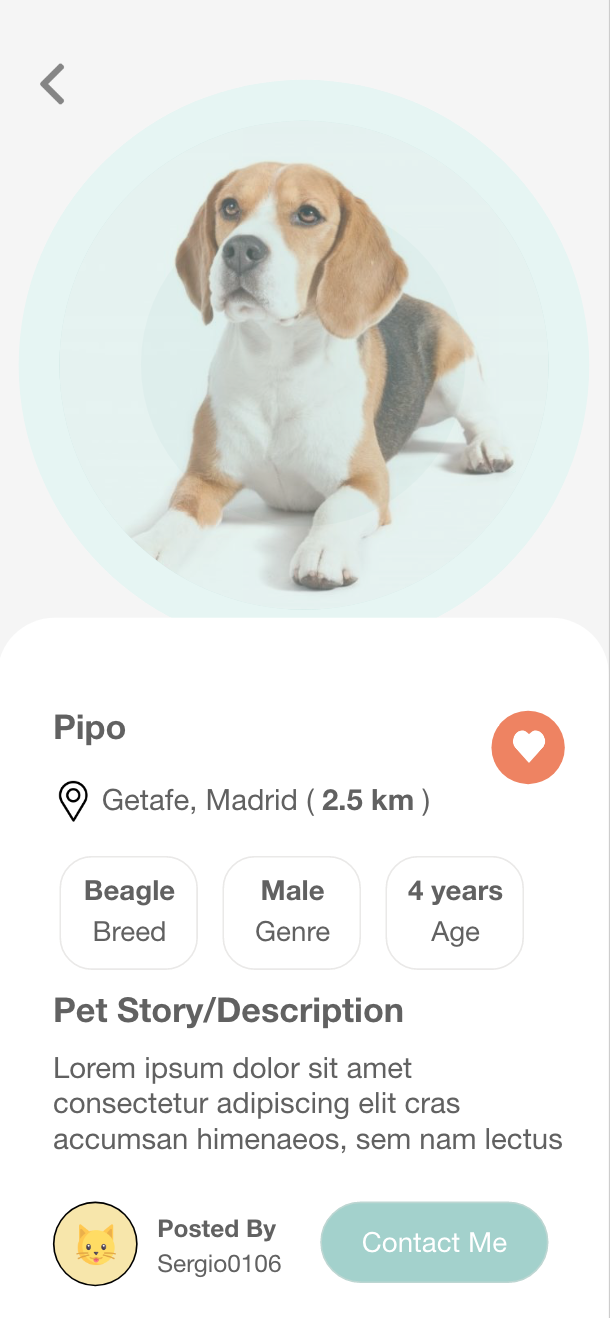 Pipo
Getafe, Madrid ( 2.5 km )
Beagle Male 4 years
Breed Genre Age
Pet Story/Description
Lorem ipsum dolor sit amet
consectetur adipiscing elit cras
accumsan himenaeos, sem nam lectus
Posted By
Sergio0106
Contact Me